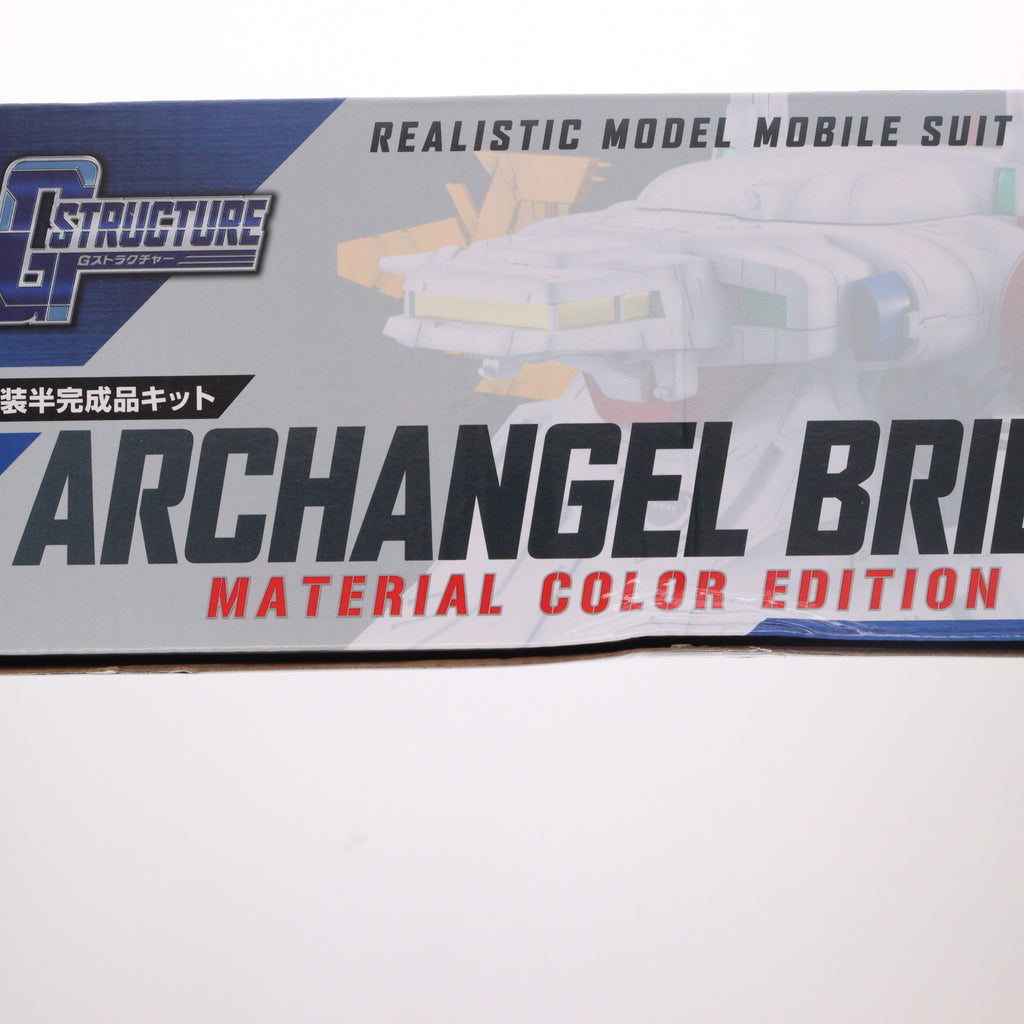 REALISTIC MODEL MOBILE SUIT
G STRUCTURE
Gストラクチャー
装半完成品キット
ARCHANGEL
MATERIAL COLOR EDITION